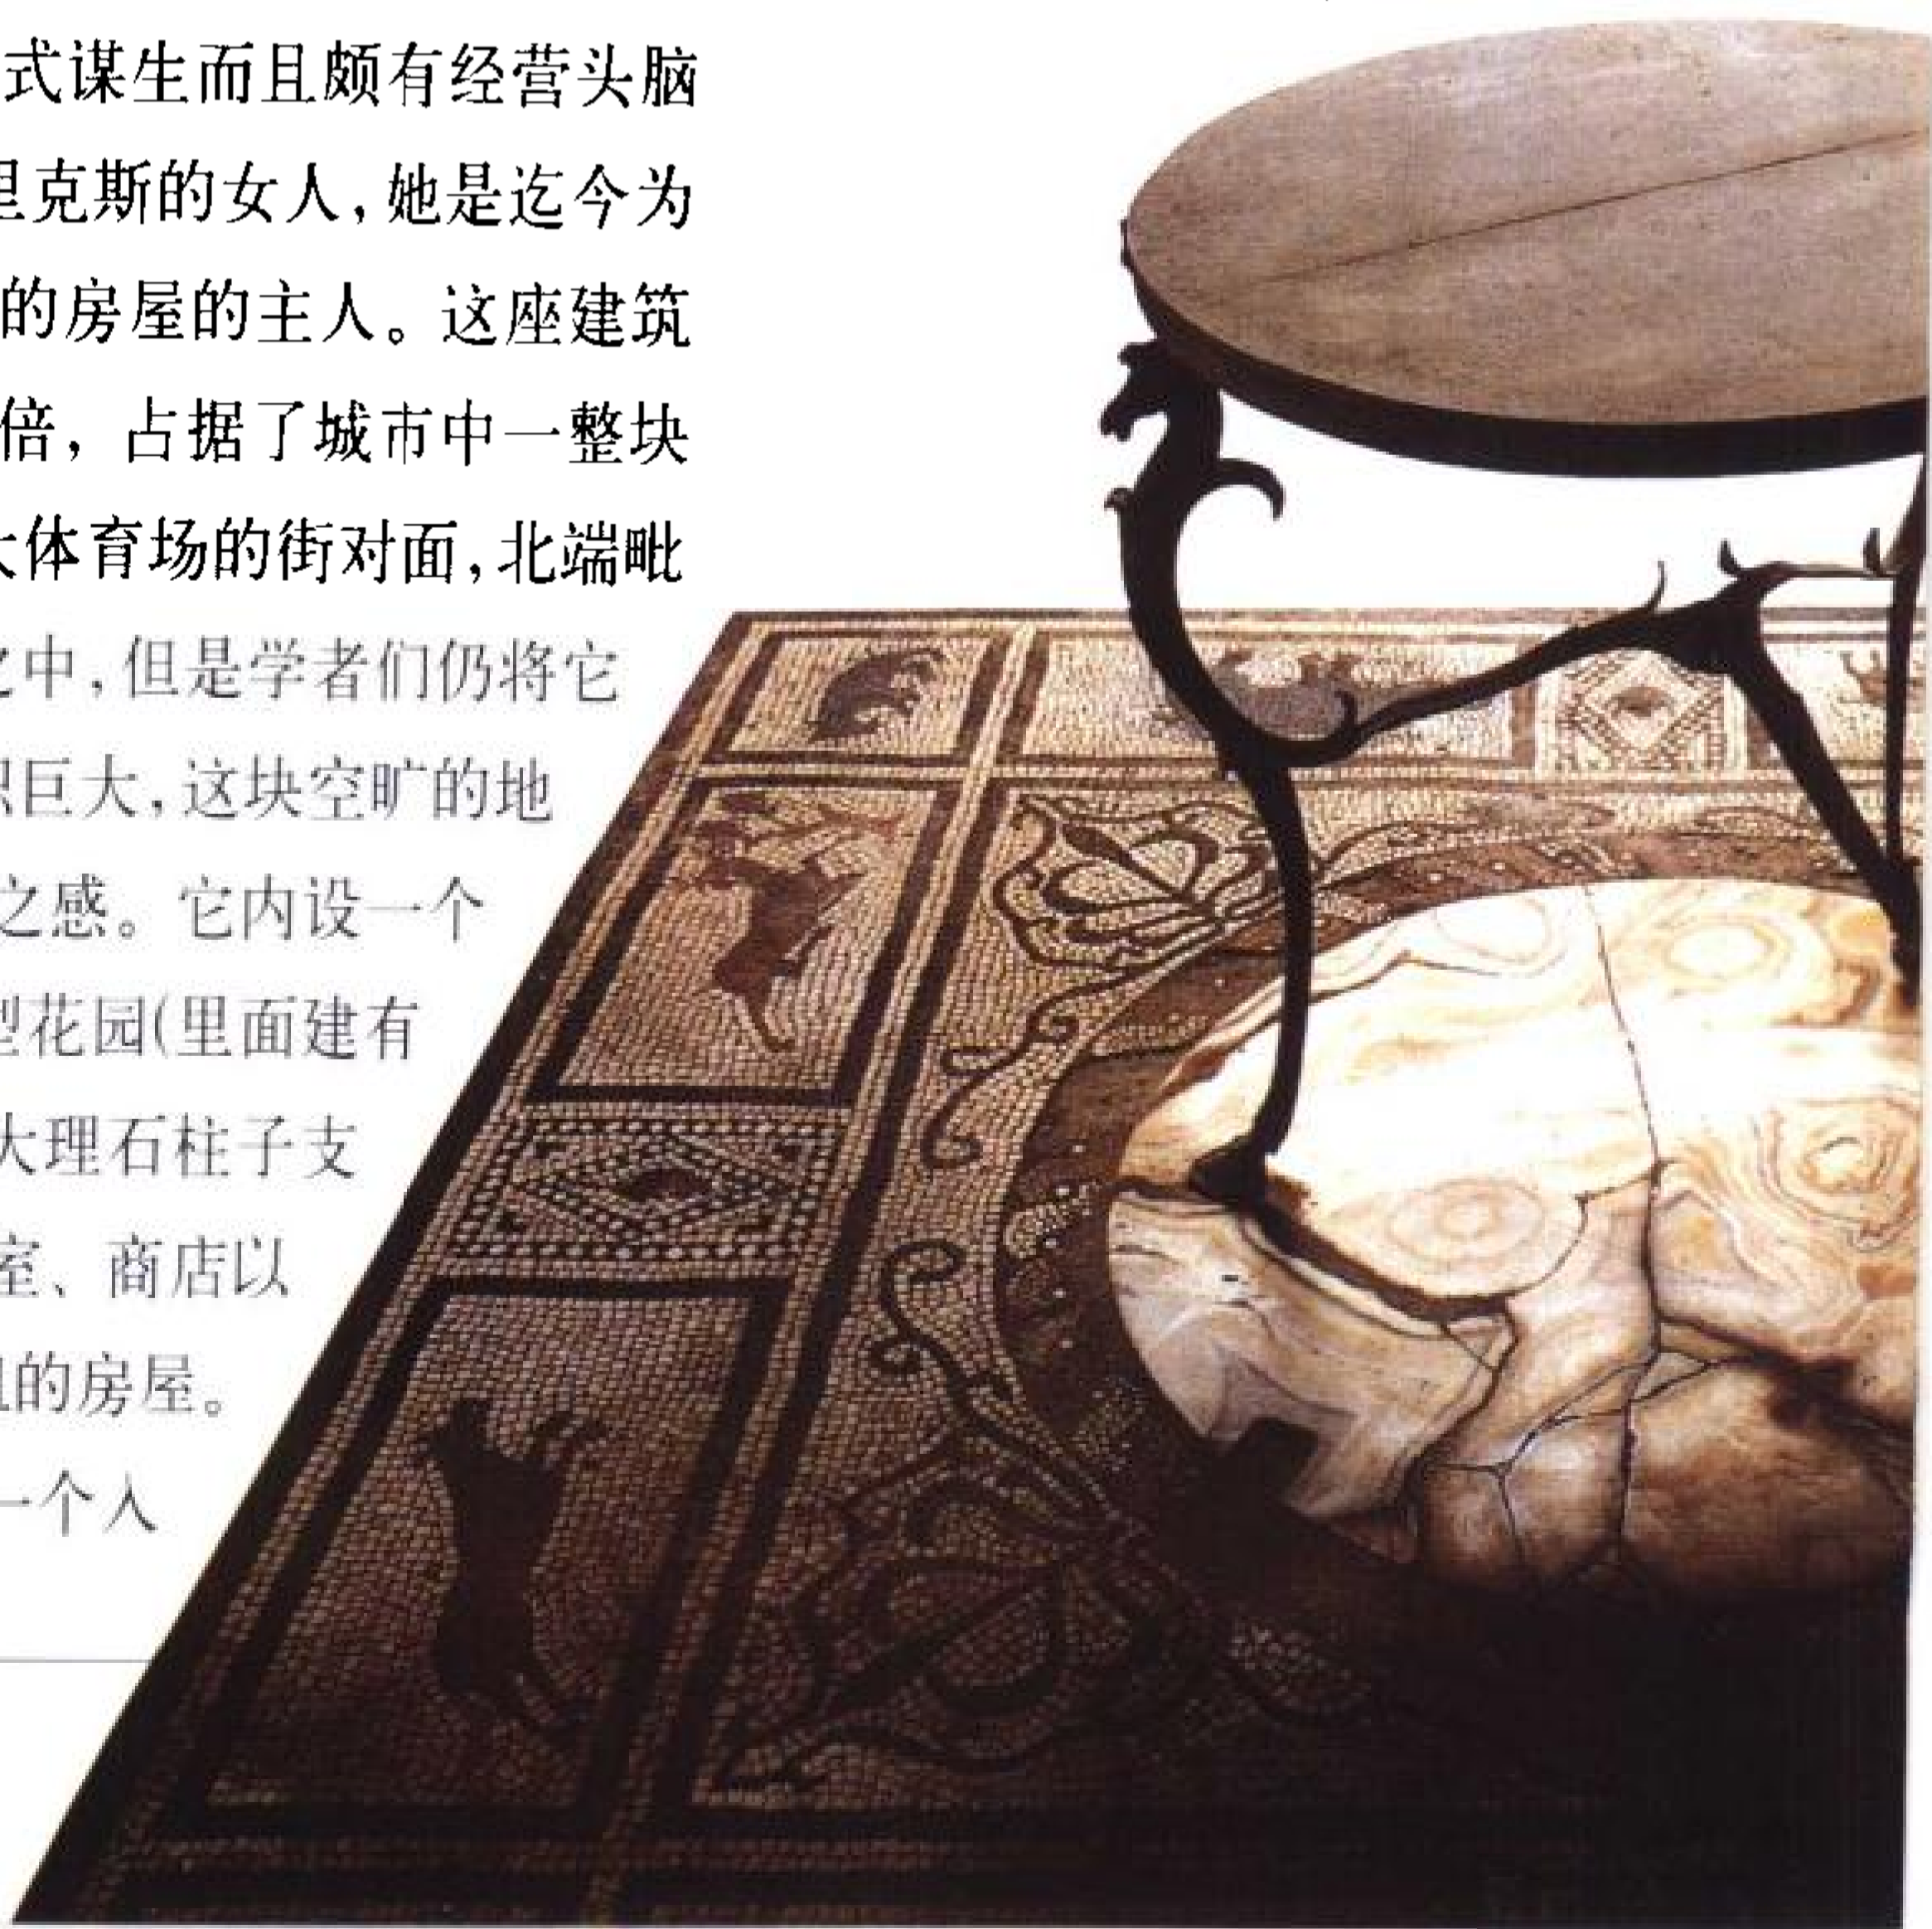 式谋生而且颇有经营头脑
里克斯的女人,她是迄今为
的房屋的主人。这座建筑
倍，占据了城市中一整块
大体育场的街对面,北端毗
之中,但是学者们仍将它
积巨大,这块空旷的地
之感。它内设一个
型花园(里面建有
大理石柱子支
室、商店以
的房屋。
一个入